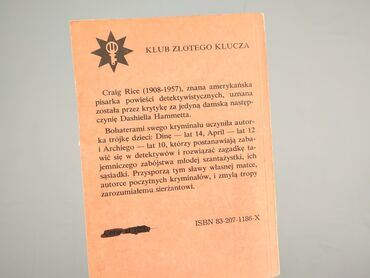 KLUB ZŁOTEGO KLUCZA
Craig Rice (1908-1957), znana amerykańska
pisarka powieści detektywistycznych, uznana
została przez krytykę za jedyną damską następ-
czynię Dashiella Hammetta.
Bohaterami swego kryminału uczyniła autor-
ka trójkę dzieci: Dinę — lat 14, April — lat 12
i Archiego — lat 10, którzy postanawiają zaba-
wić się w detektywów i rozwiązać zagadkę ta-
jemniczego zabójstwa młodej szantażystki, ich
sąsiadki. Przysporzą tym sławy własnej matce,
autorce poczytnych kryminałów, i zmylą tropy
zarozumiałemu sierżantowi.
ISBN 83-207-1186-X